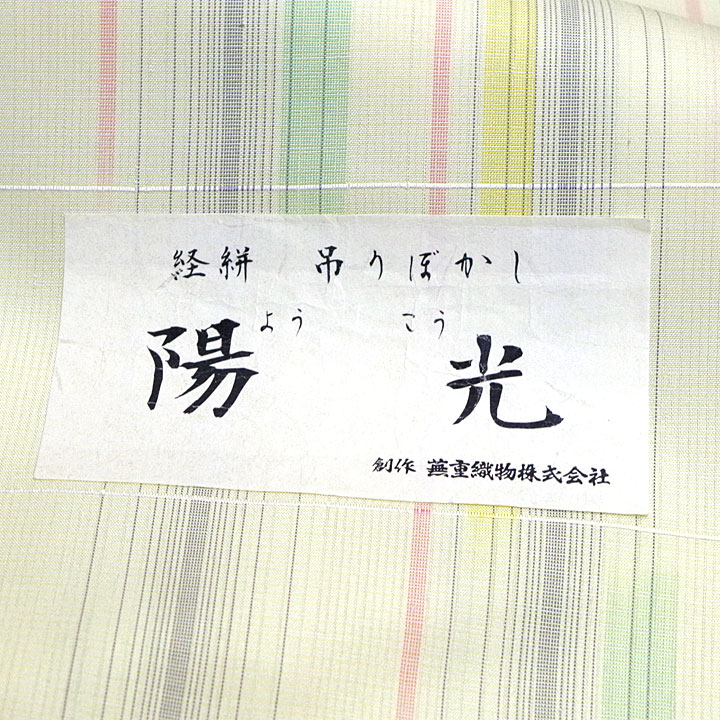 経絣 吊りぼかし
よう こう
陽 光
創作 蕪重織物株式会社